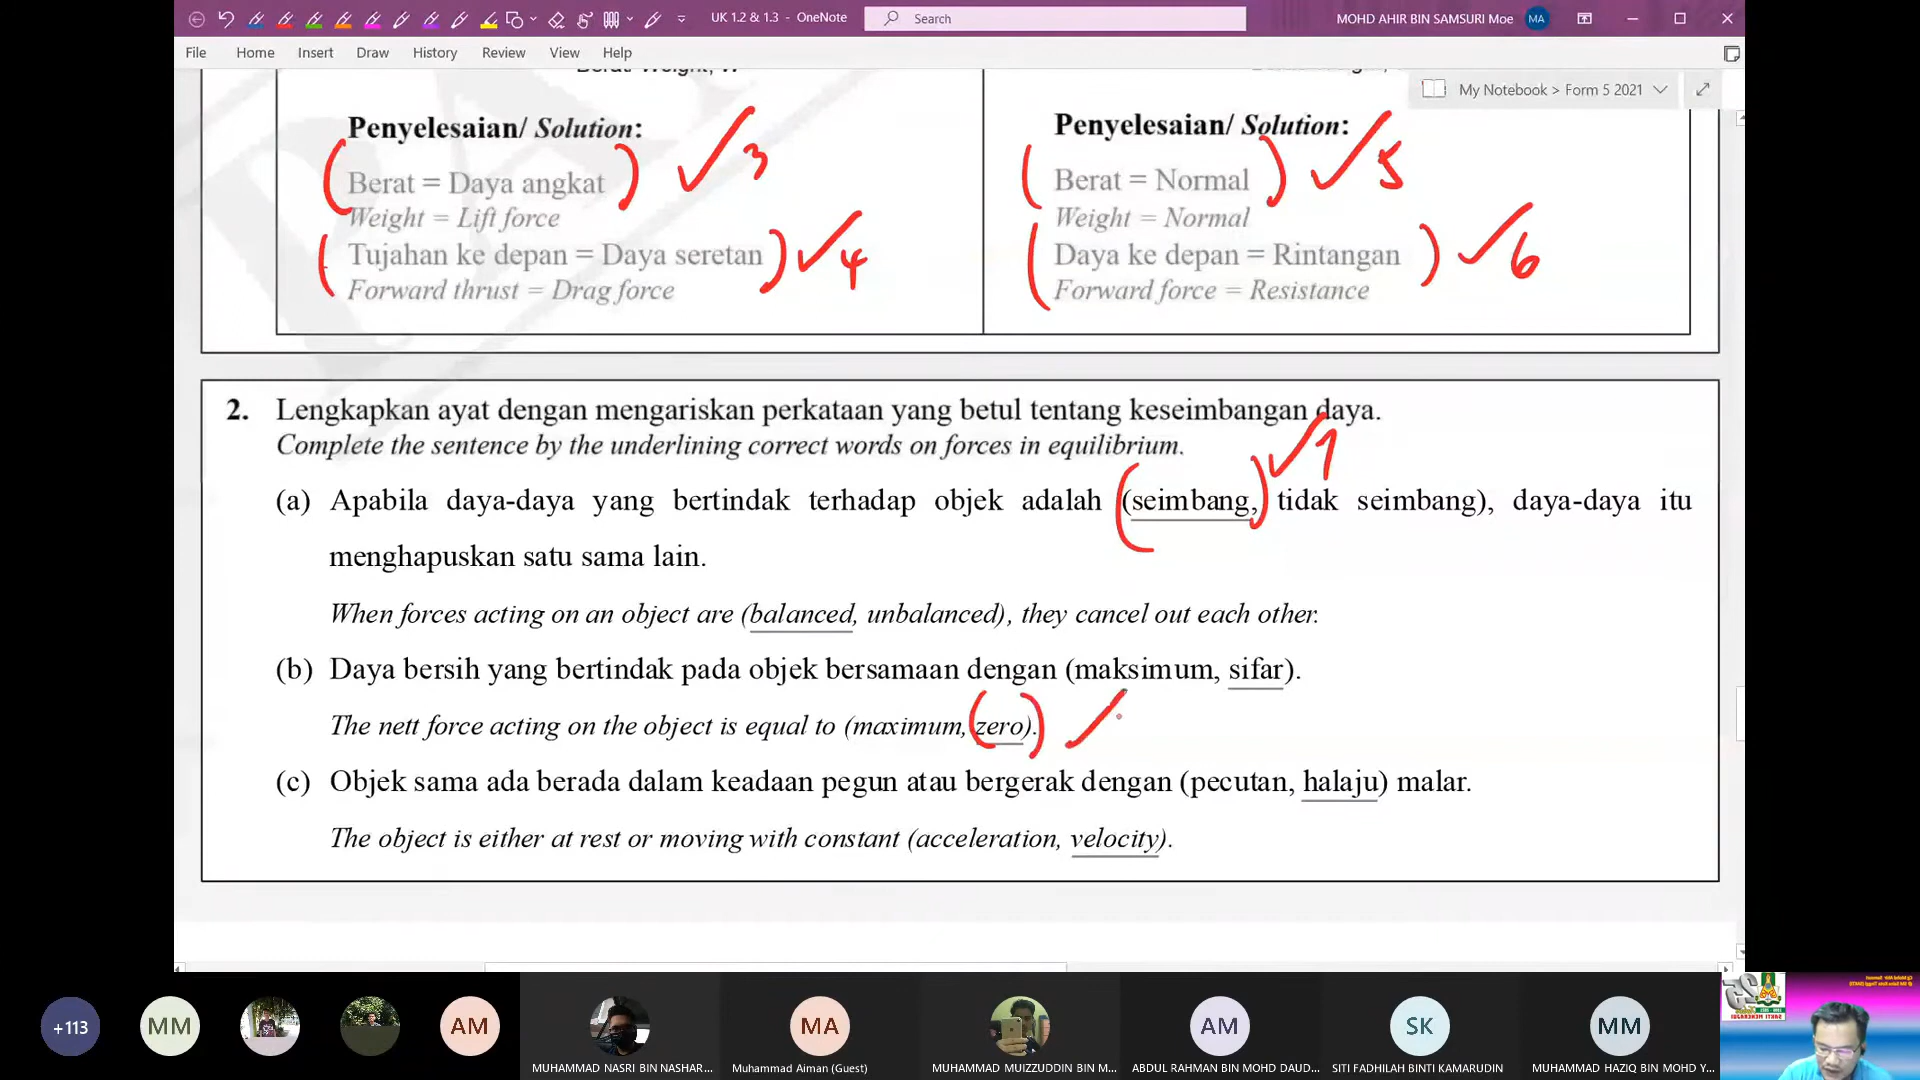 UK 1.2 & 1.3 - OneNote
Search
MOHD AHIR BIN SAMSURI Moe
MA
File Home Insert Draw History Review View Help
My Notebook > Form 5 2021
Penyelesaian/ Solution:
Berat = Daya angkat
3
Weight = Lift force
Tujahan ke depan = Daya seretan
4
Forward thrust = Drag force
Penyelesaian/ Solution:
Berat = Normal
5
Weight = Normal
Daya ke depan = Rintangan
6
Forward force = Resistance
2. Lengkapkan ayat dengan mengariskan perkataan yang betul tentang keseimbangan daya.
Complete the sentence by the underlining correct words on forces in equilibrium.
1
(a) Apabila daya-daya yang bertindak terhadap objek adalah (seimbang, tidak seimbang), daya-daya itu
menghapuskan satu sama lain.
When forces acting on an object are (balanced, unbalanced), they cancel out each other.
(b) Daya bersih yang bertindak pada objek bersamaan dengan (maksimum, sifar).
The nett force acting on the object is equal to (maximum, zero).
(c) Objek sama ada berada dalam keadaan pegun atau bergerak dengan (pecutan, halaju) malar.
The object is either at rest or moving with constant (acceleration, velocity).
+113
MM
AM
MA
AM
SK
MM
MUHAMMAD NASRI BIN NASHAR...
Muhammad Aiman (Guest)
MUHAMMAD MUIZZUDDIN BIN M...
ABDUL RAHMAN BIN MOHD DAUD...
SITI FADHILAH BINTI KAMARUDIN
MUHAMMAD HAZIQ BIN MOHD Y...